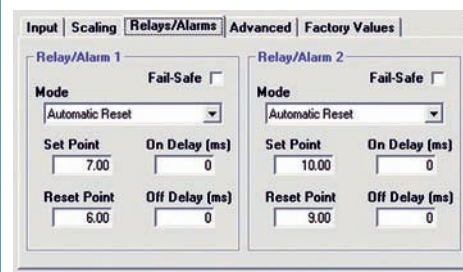 Input Scaling Relays/Alarms Advanced Factory Values
Relay/Alarm 1
Fail-Safe
Mode
Automatic Reset
Set Point On Delay (ms)
7.00 0
Reset Point Off Delay (ms)
6.00 0
Relay/Alarm 2
Fail-Safe
Mode
Automatic Reset
Set Point On Delay (ms)
10.00 0
Reset Point Off Delay (ms)
9.00 0